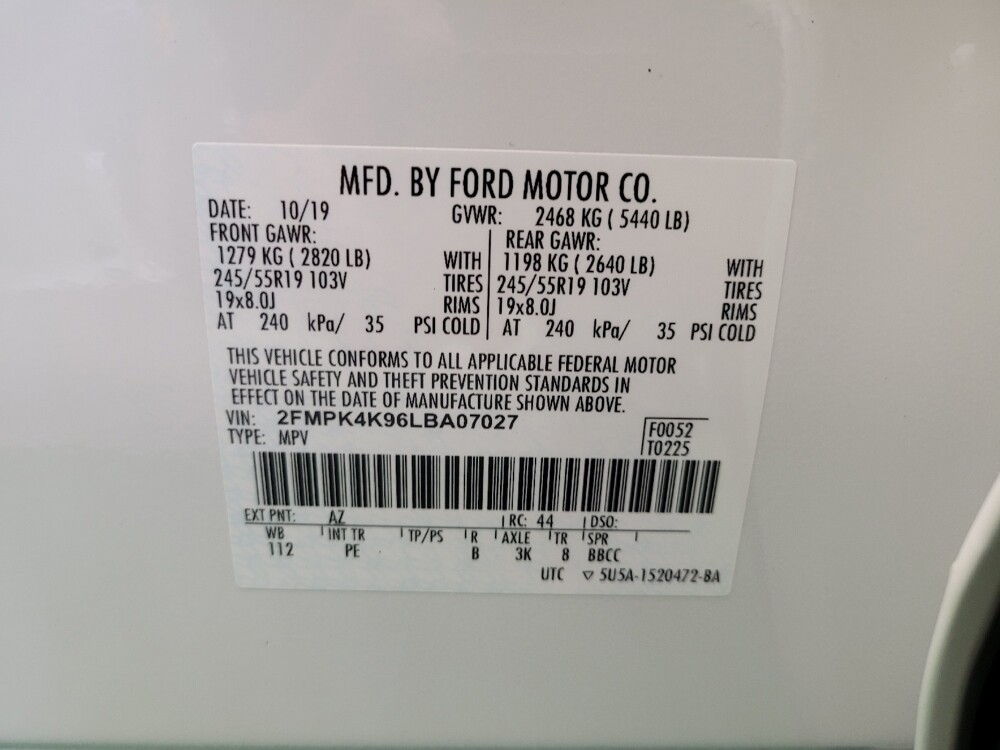 MFD. BY FORD MOTOR CO.
DATE: 10/19 GVWR: 2468 KG ( 5440 LB)
FRONT GAWR: REAR GAWR:
1279 KG ( 2820 LB) WITH 1198 KG ( 2640 LB) WITH
245/55R19 103V TIRES 245/55R19 103V TIRES
19x8.0J RIMS 19x8.0J RIMS
AT 240 kPa/ 35 PSI COLD AT 240 kPa/ 35 PSI COLD
THIS VEHICLE CONFORMS TO ALL APPLICABLE FEDERAL MOTOR
VEHICLE SAFETY AND THEFT PREVENTION STANDARDS IN
EFFECT ON THE DATE OF MANUFACTURE SHOWN ABOVE.
VIN: 2FMPK4K96LBA07027
TYPE: MPV
F0052
T0225
EXT PNT: AZ RC: 44 DSO:
WB INT TR TP/PS R AXLE TR SPR
112 PE B 3K 8 BBCC
UTC ▽ 5U5A-1520472-BA